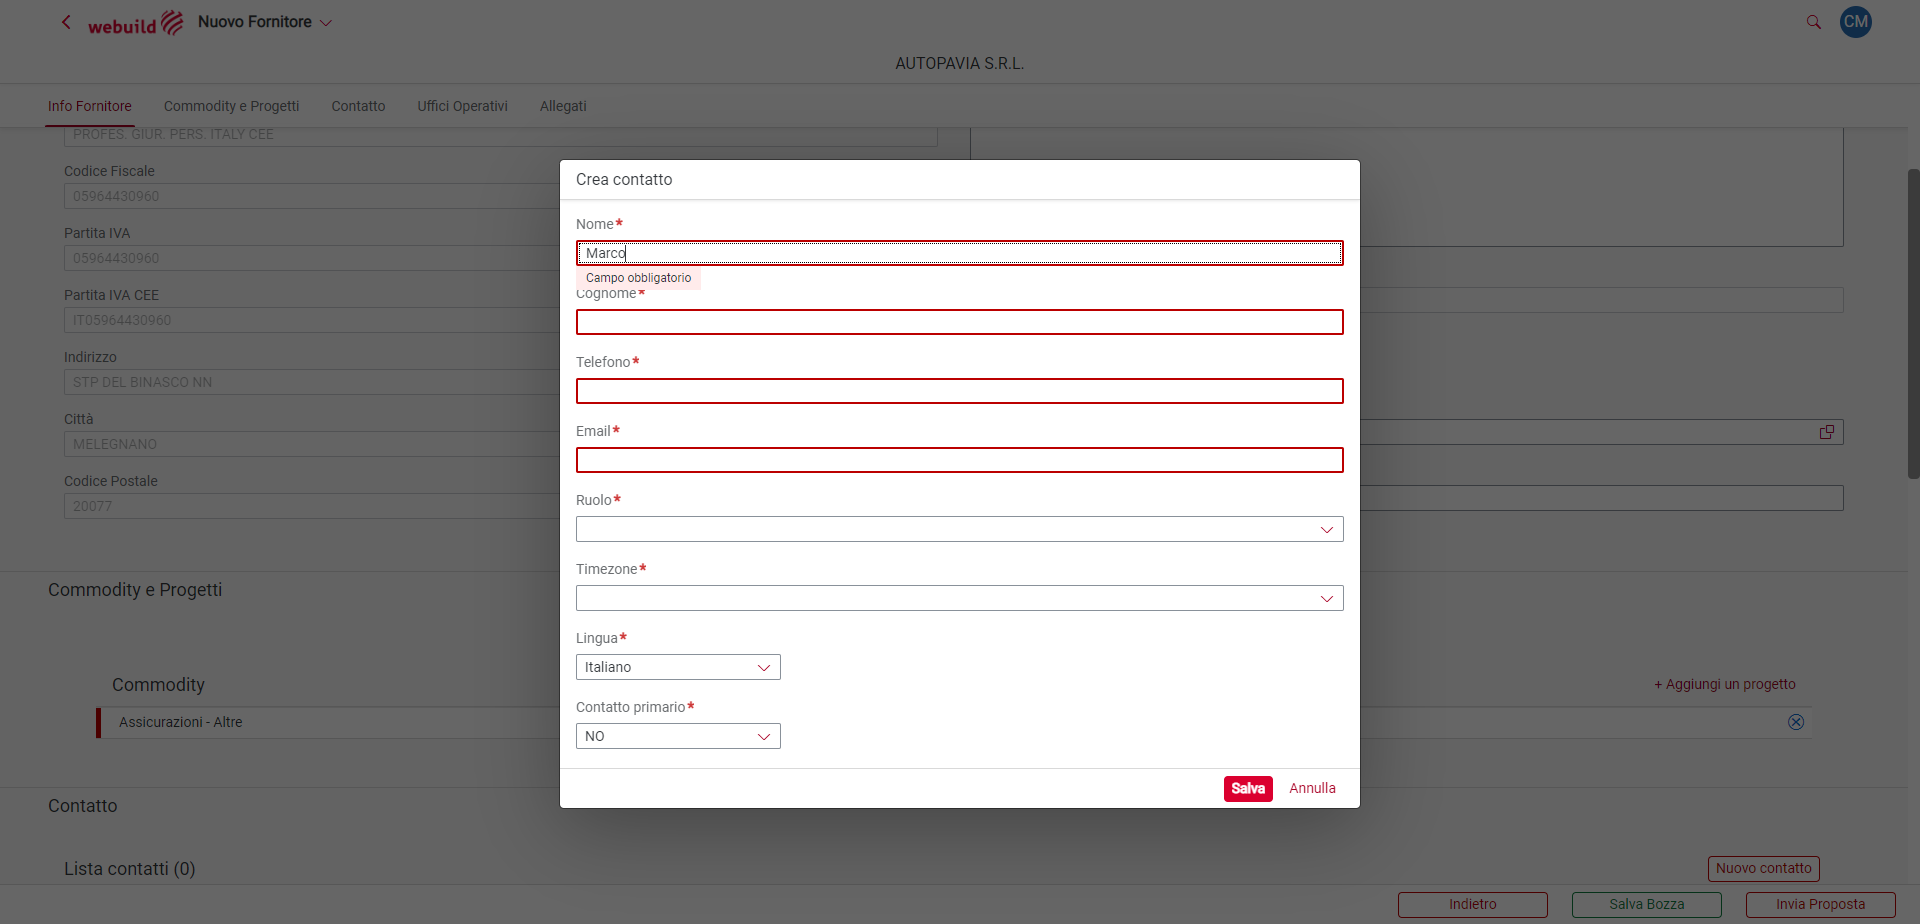 webuild
Nuovo Fornitore
CM
AUTOPAVIA S.R.L.
Info Fornitore
Commodity e Progetti
Contatto
Uffici Operativi
Allegati
PROFES. GIUR. PERS. ITALY CEE
Codice Fiscale
05964430960
Partita IVA
05964430960
Partita IVA CEE
IT05964430960
Indirizzo
STP DEL BINASCO NN
Città
MELEGNANO
Codice Postale
20077
Crea contatto
Nome*
Marco
Campo obbligatorio
Cognome*
Telefono*
Email*
Ruolo*
Timezone*
Lingua*
Italiano
Contatto primario*
NO
Salva
Annulla
Commodity e Progetti
Commodity
+ Aggiungi un progetto
Assicurazioni - Altre
Contatto
Lista contatti (0)
Nuovo contatto
Indietro
Salva Bozza
Invia Proposta